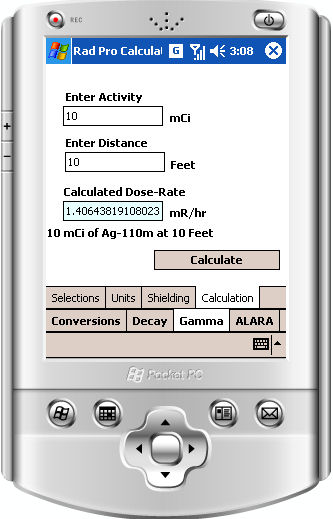 REC
Rad Pro Calculat G 3:08
Enter Activity
10 mCi
Enter Distance
10 Feet
Calculated Dose-Rate
1.40643819108023 mR/hr
10 mCi of Ag-110m at 10 Feet
Calculate
Selections Units Shielding Calculation
Conversions Decay Gamma ALARA
Pocket PC
+
−